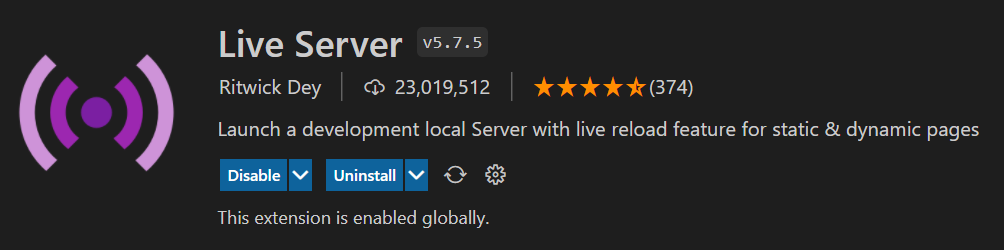 Live Server v5.7.5
Ritwick Dey 23,019,512 (374)
Launch a development local Server with live reload feature for static & dynamic pages
Disable Uninstall
This extension is enabled globally.